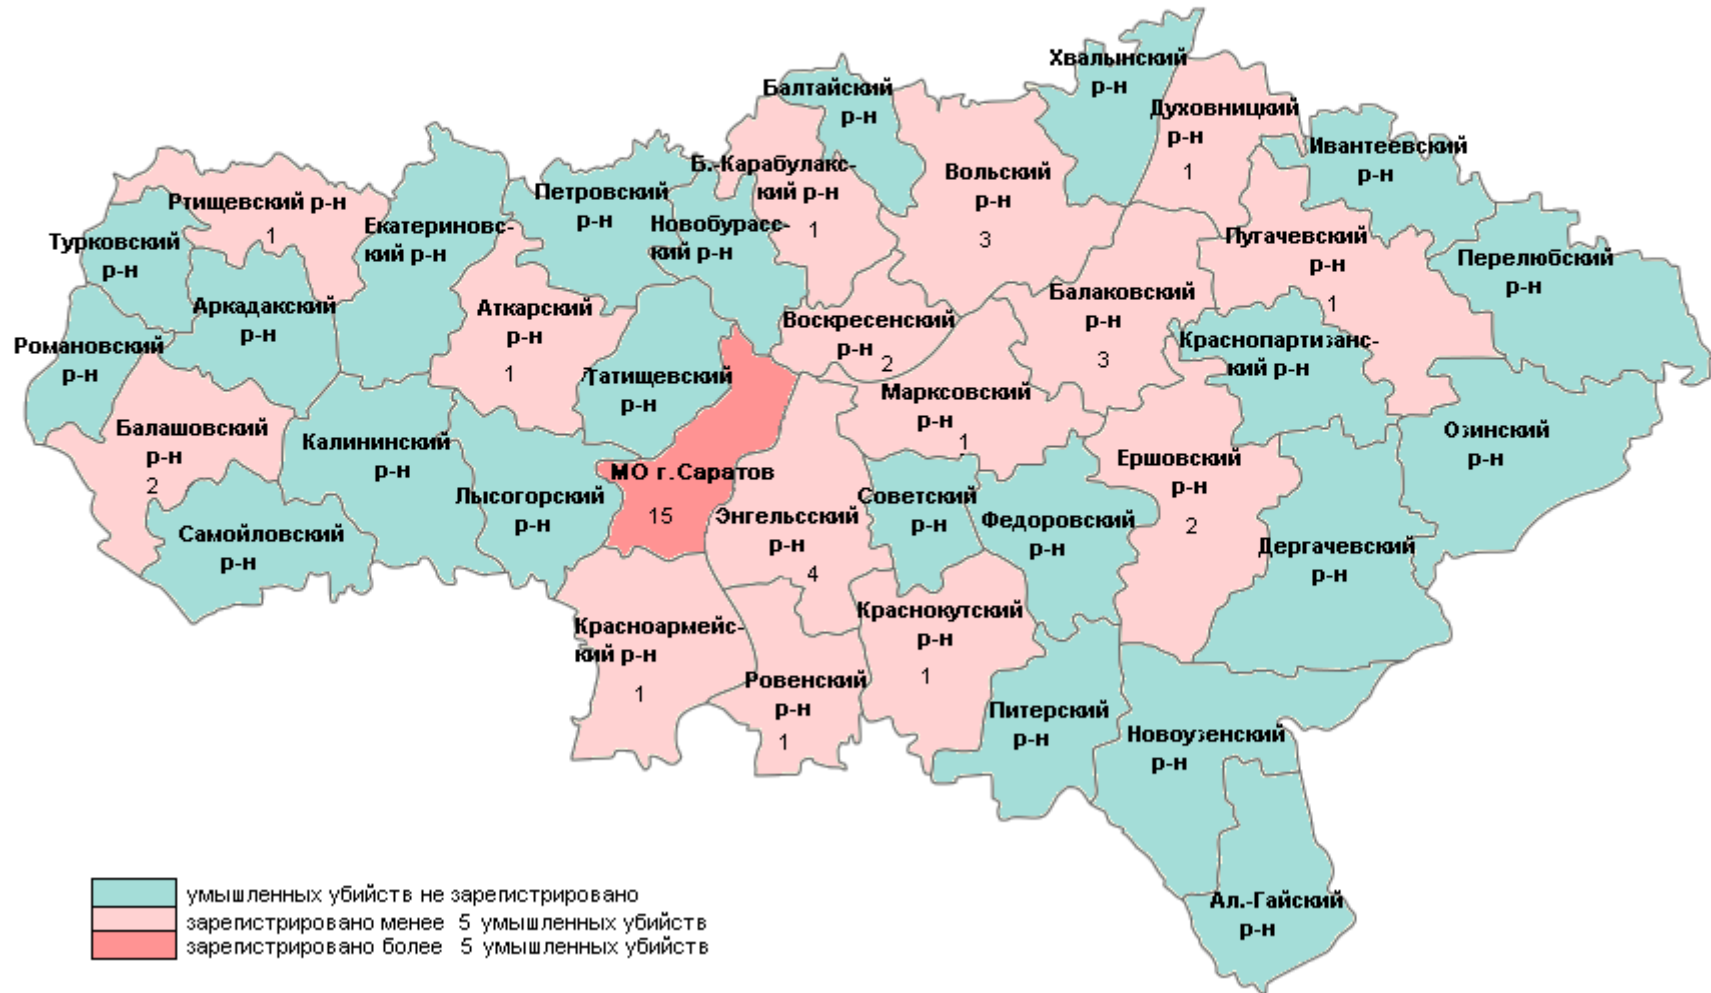 Хвалынский
р-н
Балтайский
р-н
Духовницкий
р-н
1
Ивантеевский
р-н
Б.-Карабулакс-
кий р-н
1
Вольский
р-н
3
Петровский
р-н
Ртищевский р-н
1
Екатериновс-
кий р-н
Новобурасс-
кий р-н
Турковский
р-н
Пугачевский
р-н
1
Перелюбский
р-н
Аркадакский
р-н
Аткарский
р-н
1
Балаковский
р-н
3
Воскресенский
р-н
2
Романовский
р-н
Краснопартизанс-
кий р-н
Татищевский
р-н
Марксовский
р-н
1
Балашовский
р-н
2
Калининский
р-н
Озинский
р-н
Ершовский
р-н
2
МО г.Саратов
15
Лысогорский
р-н
Советский
р-н
Энгельсский
р-н
4
Федоровский
р-н
Самойловский
р-н
Дергачевский
р-н
Краснокутский
р-н
1
Красноармейс-
кий р-н
1
Ровенский
р-н
1
Питерский
р-н
Новоузенский
р-н
Ал.-Гайский
р-н
умышленных убийств не зарегистрировано
зарегистрировано менее 5 умышленных убийств
зарегистрировано более 5 умышленных убийств